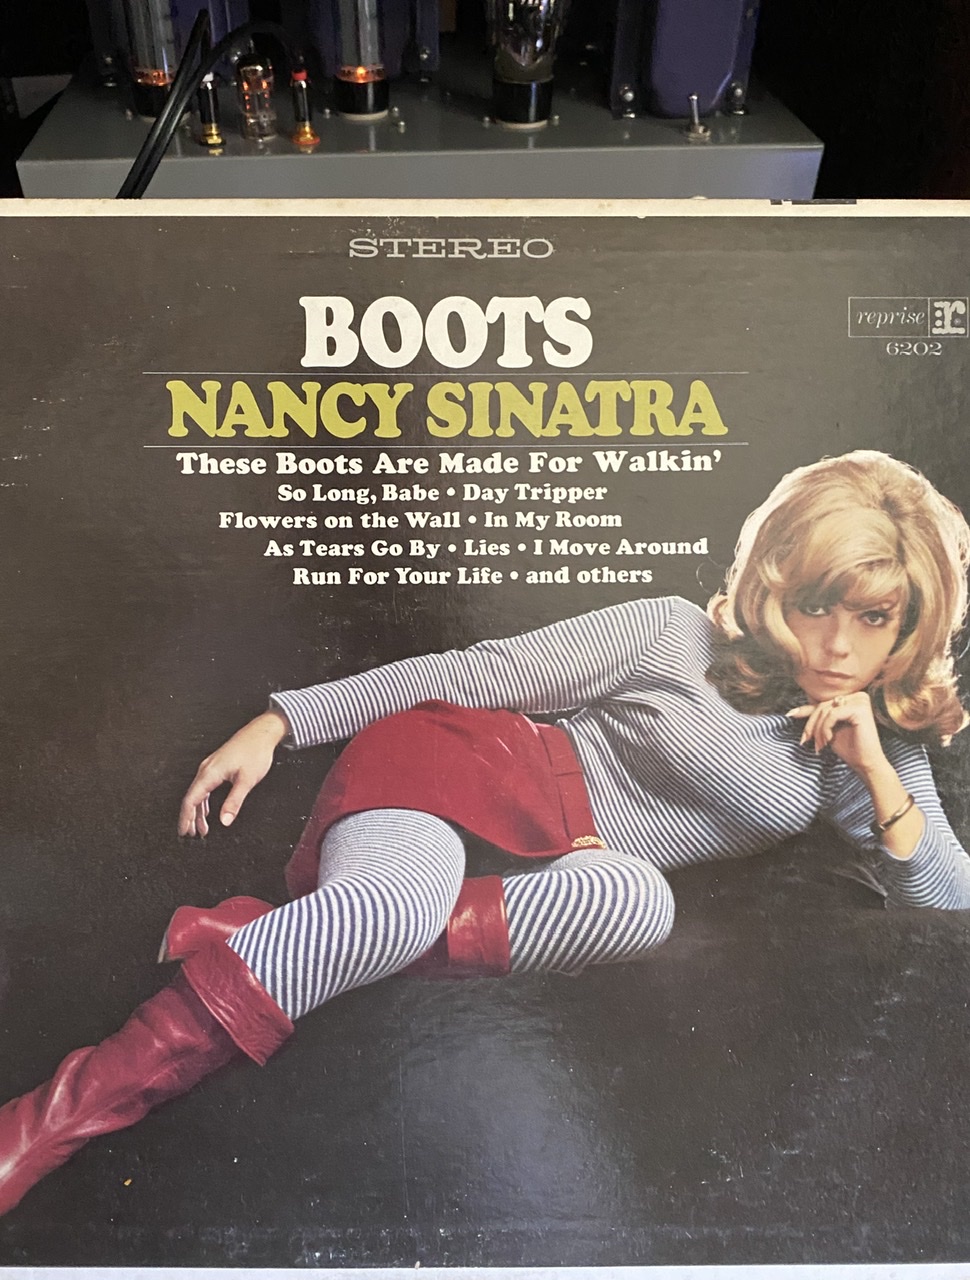 STEREO
BOOTS
reprise r
6202
NANCY SINATRA
These Boots Are Made For Walkin'
So Long, Babe • Day Tripper
Flowers on the Wall • In My Room
As Tears Go By • Lies • I Move Around
Run For Your Life • and others